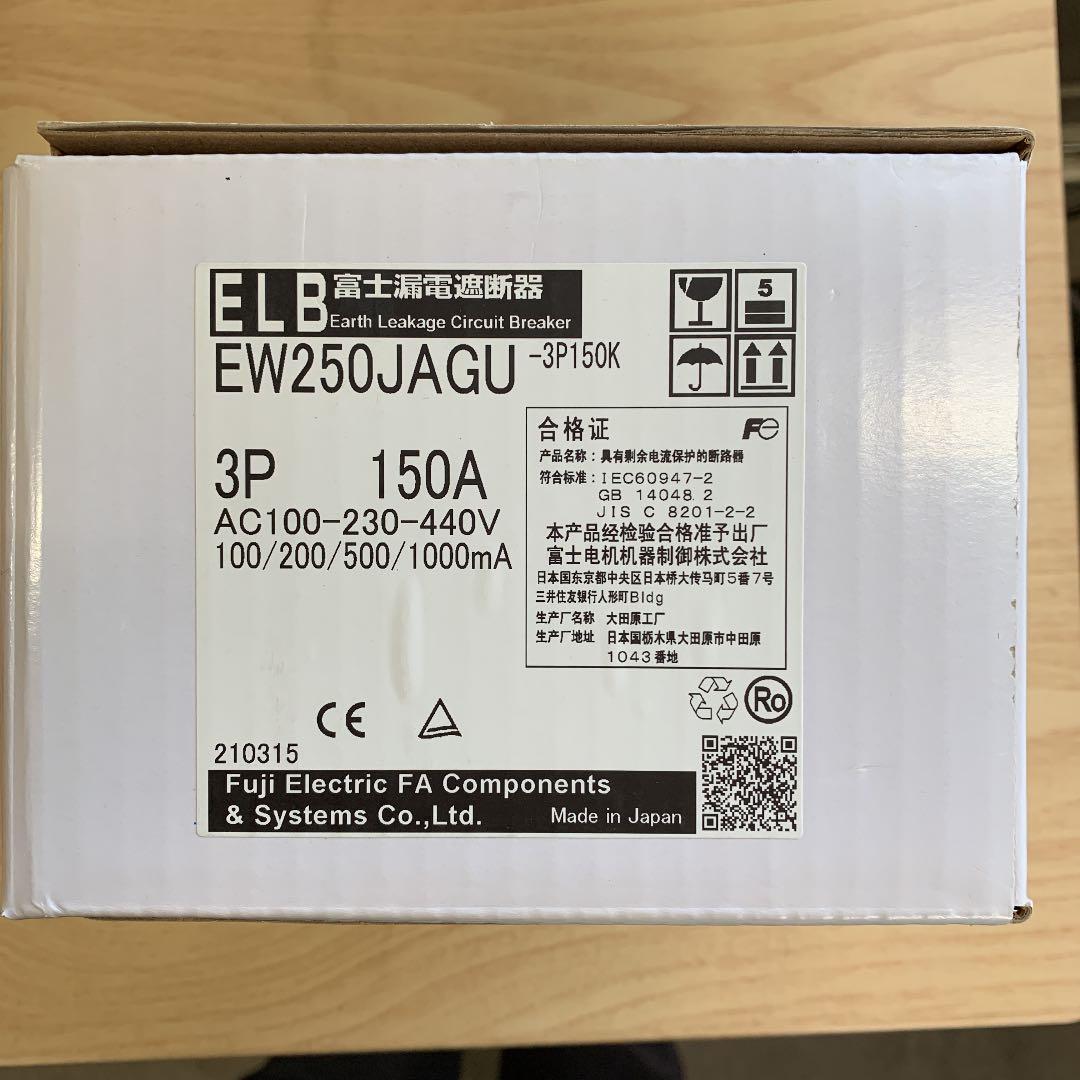 ELB 富士漏電遮断器
Earth Leakage Circuit Breaker
EW250JAGU -3P150K
3P 150A
AC100-230-440V
100/200/500/1000mA
5
合格证 Fe
产品名称：具有剩余电流保护的断路器
符合标准：IEC60947-2
GB 14048.2
JIS C 8201-2-2
本产品经检验合格准予出厂
富士电机机器制御株式会社
日本国东京都中央区日本桥大传马町5番7号
三井住友银行人形町Bldg
生产厂名称 大田原工厂
生产厂地址 日本国栃木県大田原市中田原
1043番地
Ro
CE
210315
Fuji Electric FA Components
& Systems Co.,Ltd.
Made in Japan